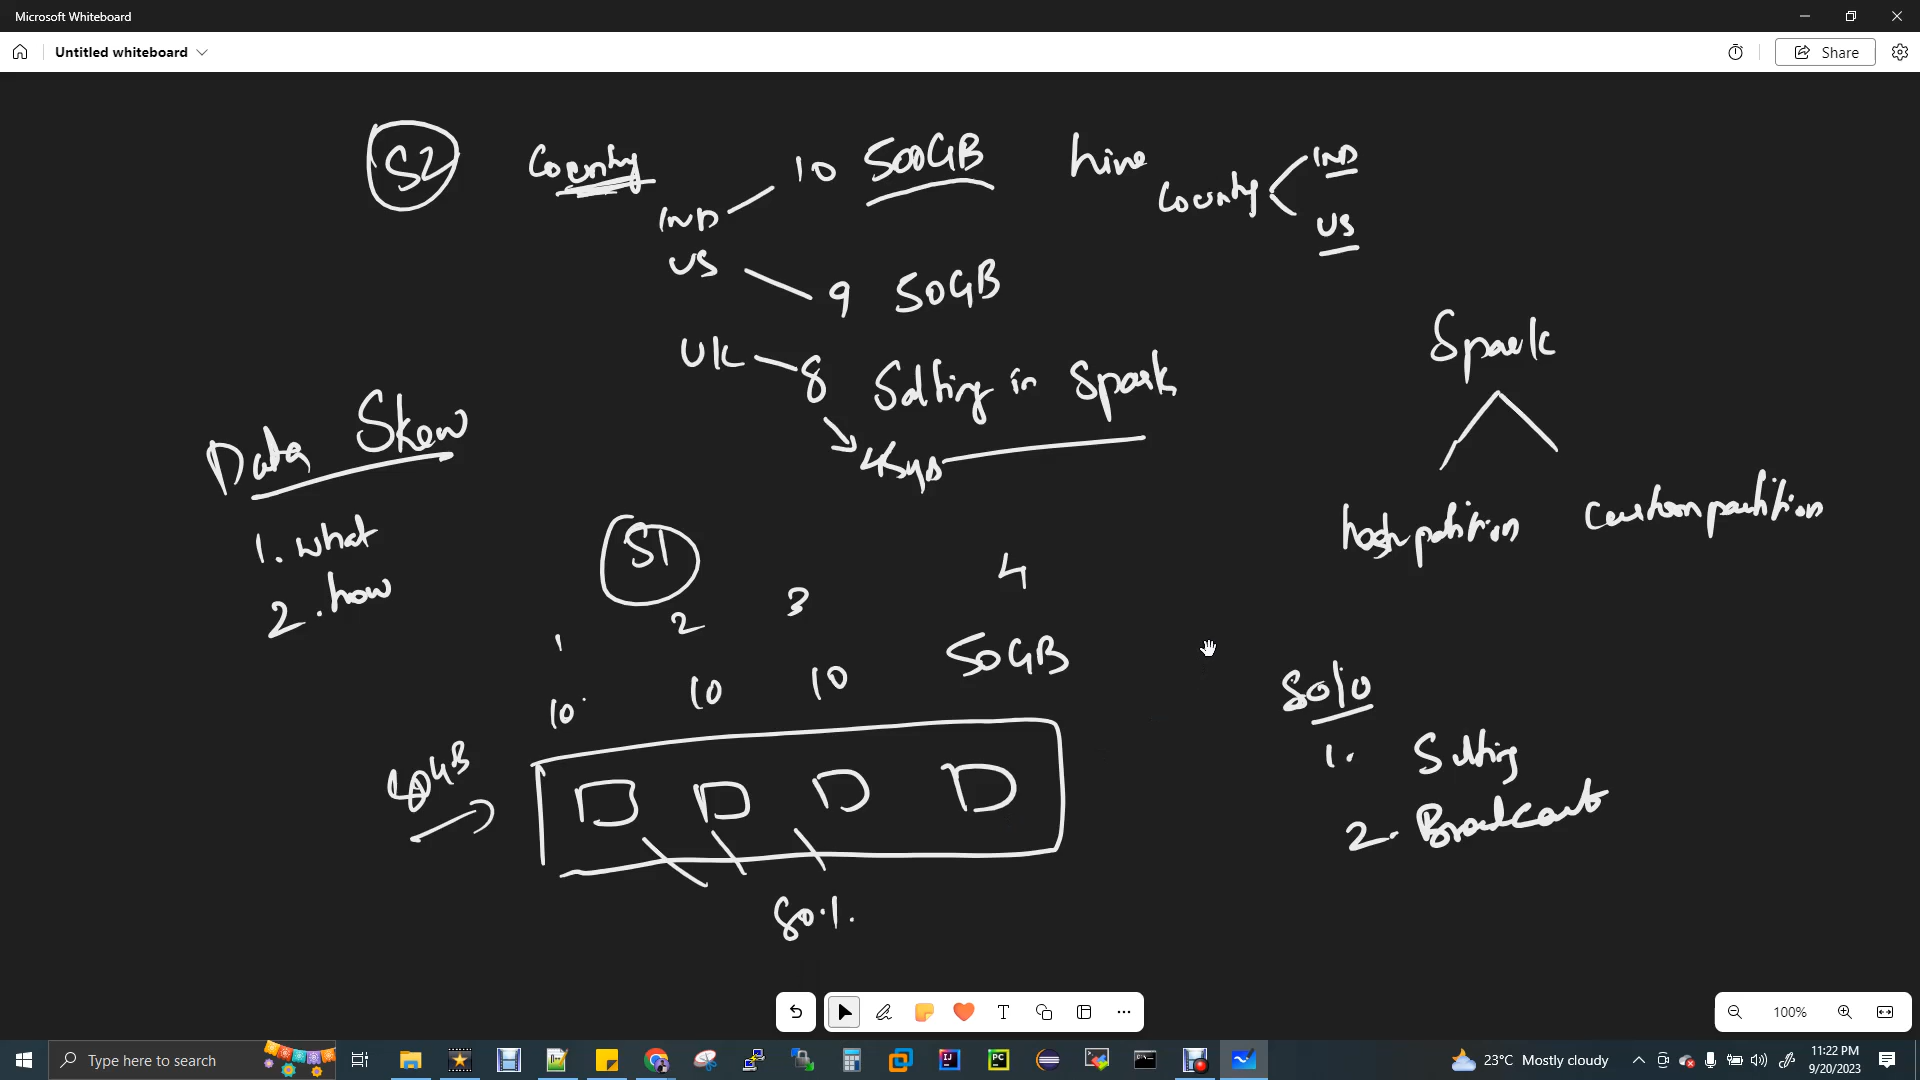 Microsoft Whiteboard
Untitled whiteboard
Share
S2
Country
10 500GB
hive
IND
Country
IND
US
US
9 50GB
UK
8
Salting in Spark
Keys
Spark
hash partition
custom partition
Data Skew
1. what
2. how
S1
1
2
3
4
10
10
10
50GB
80GB
80%
Soln
1. Salting
2. Broadcast
100%
Type here to search
23°C Mostly cloudy
11:22 PM
9/20/2023